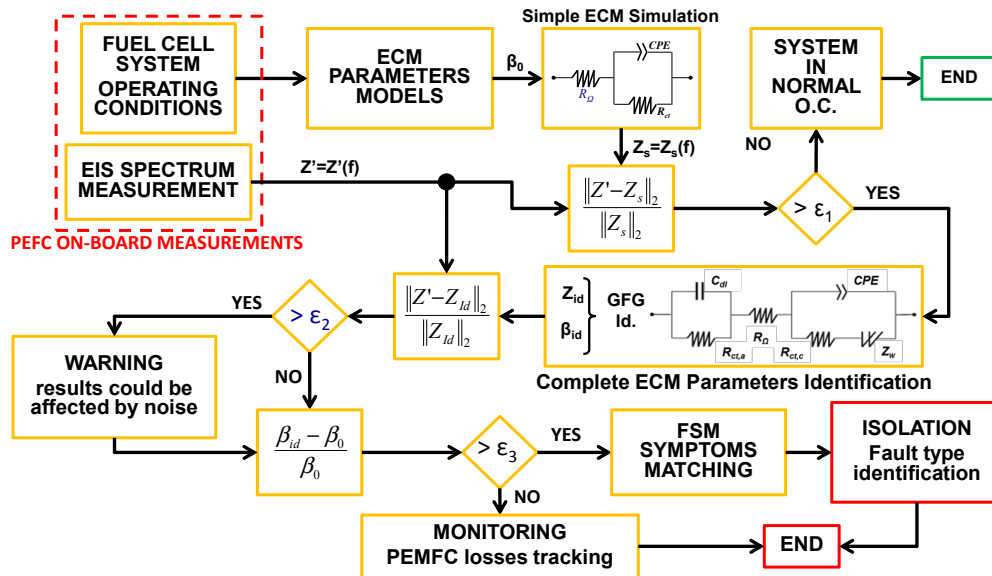 Simple ECM Simulation
FUEL CELL
SYSTEM
OPERATING
CONDITIONS
ECM
PARAMETERS
MODELS
β0
CPE
RΩ
Rct
SYSTEM
IN
NORMAL
O.C.
END
EIS SPECTRUM
MEASUREMENT
Z'=Z'(f)
Zs=Zs(f)
NO
‖Z'−Zs‖2
‖Zs‖2
> ε1
YES
PEFC ON-BOARD MEASUREMENTS
YES
> ε2
‖Z'−ZId‖2
‖ZId‖2
Zid
βid
GFG
Id.
Cdl
CPE
RΩ
Rct,a
Rct,c
Zw
Complete ECM Parameters Identification
WARNING
results could be
affected by noise
NO
βid − β0
β0
> ε3
YES
FSM
SYMPTOMS
MATCHING
ISOLATION
Fault type
identification
NO
MONITORING
PEMFC losses tracking
END